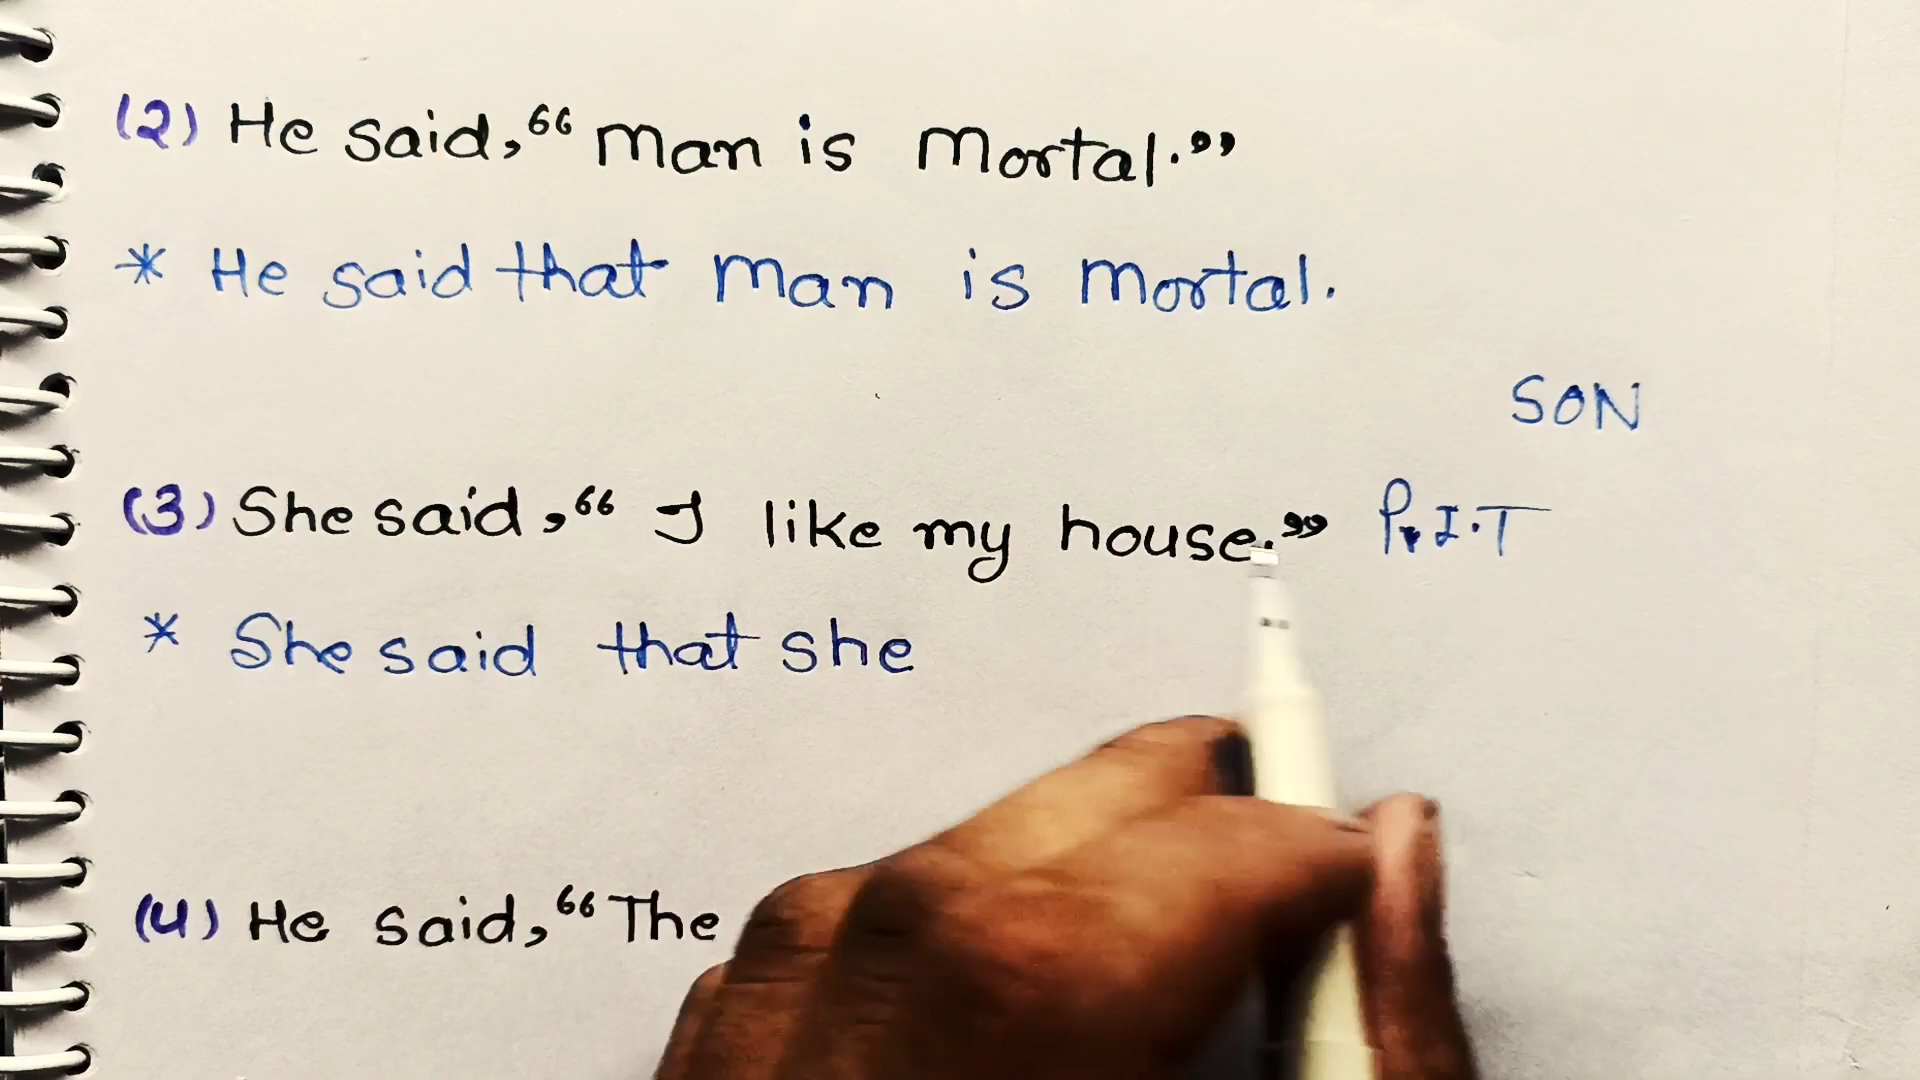 (2) He said, “Man is Mortal.”
* He said that Man is Mortal.
SON
(3) She said, “I like my house.” Pr.I.T
* She said that she
(4) He said, “The